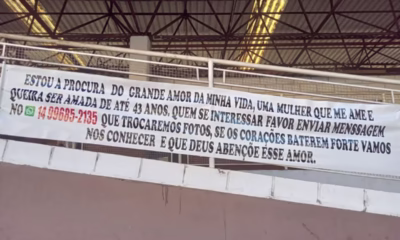 ESTOU A PROCURA DO GRANDE AMOR DA MINHA VIDA, UMA MULHER QUE ME AME E
QUEIRA SER AMADA DE ATÉ 43 ANOS. QUEM SE INTERESSAR FAVOR ENVIAR MENSSAGEM
NO 14 99685-2135 QUE TROCAREMOS FOTOS, SE OS CORAÇÕES BATEREM FORTE VAMOS
NOS CONHECER E QUE DEUS ABENÇÕE ESSE AMOR.